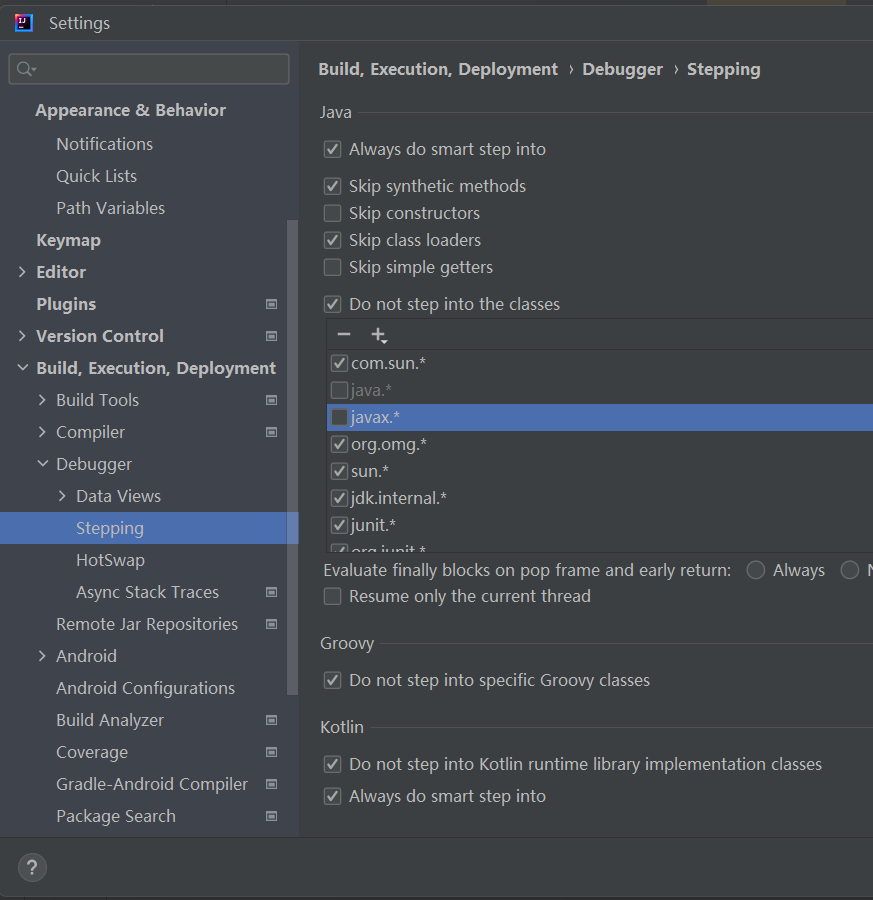 Settings
Appearance & Behavior
Notifications
Quick Lists
Path Variables
Keymap
Editor
Plugins
Version Control
Build, Execution, Deployment
Build Tools
Compiler
Debugger
Data Views
Stepping
HotSwap
Async Stack Traces
Remote Jar Repositories
Android
Android Configurations
Build Analyzer
Coverage
Gradle-Android Compiler
Package Search
?
Build, Execution, Deployment › Debugger › Stepping
Java
Always do smart step into
Skip synthetic methods
Skip constructors
Skip class loaders
Skip simple getters
Do not step into the classes
com.sun.*
java.*
javax.*
org.omg.*
sun.*
jdk.internal.*
junit.*
org.junit.*
Evaluate finally blocks on pop frame and early return: Always
Resume only the current thread
Groovy
Do not step into specific Groovy classes
Kotlin
Do not step into Kotlin runtime library implementation classes
Always do smart step into